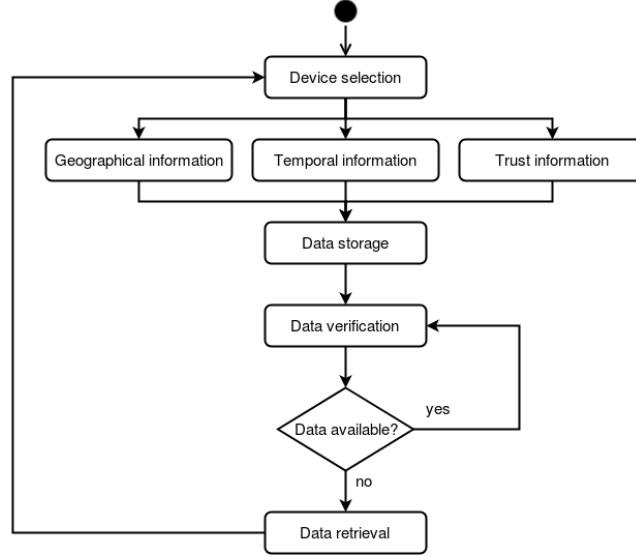 Device selection
Geographical information
Temporal information
Trust information
Data storage
Data verification
yes
Data available?
no
Data retrieval